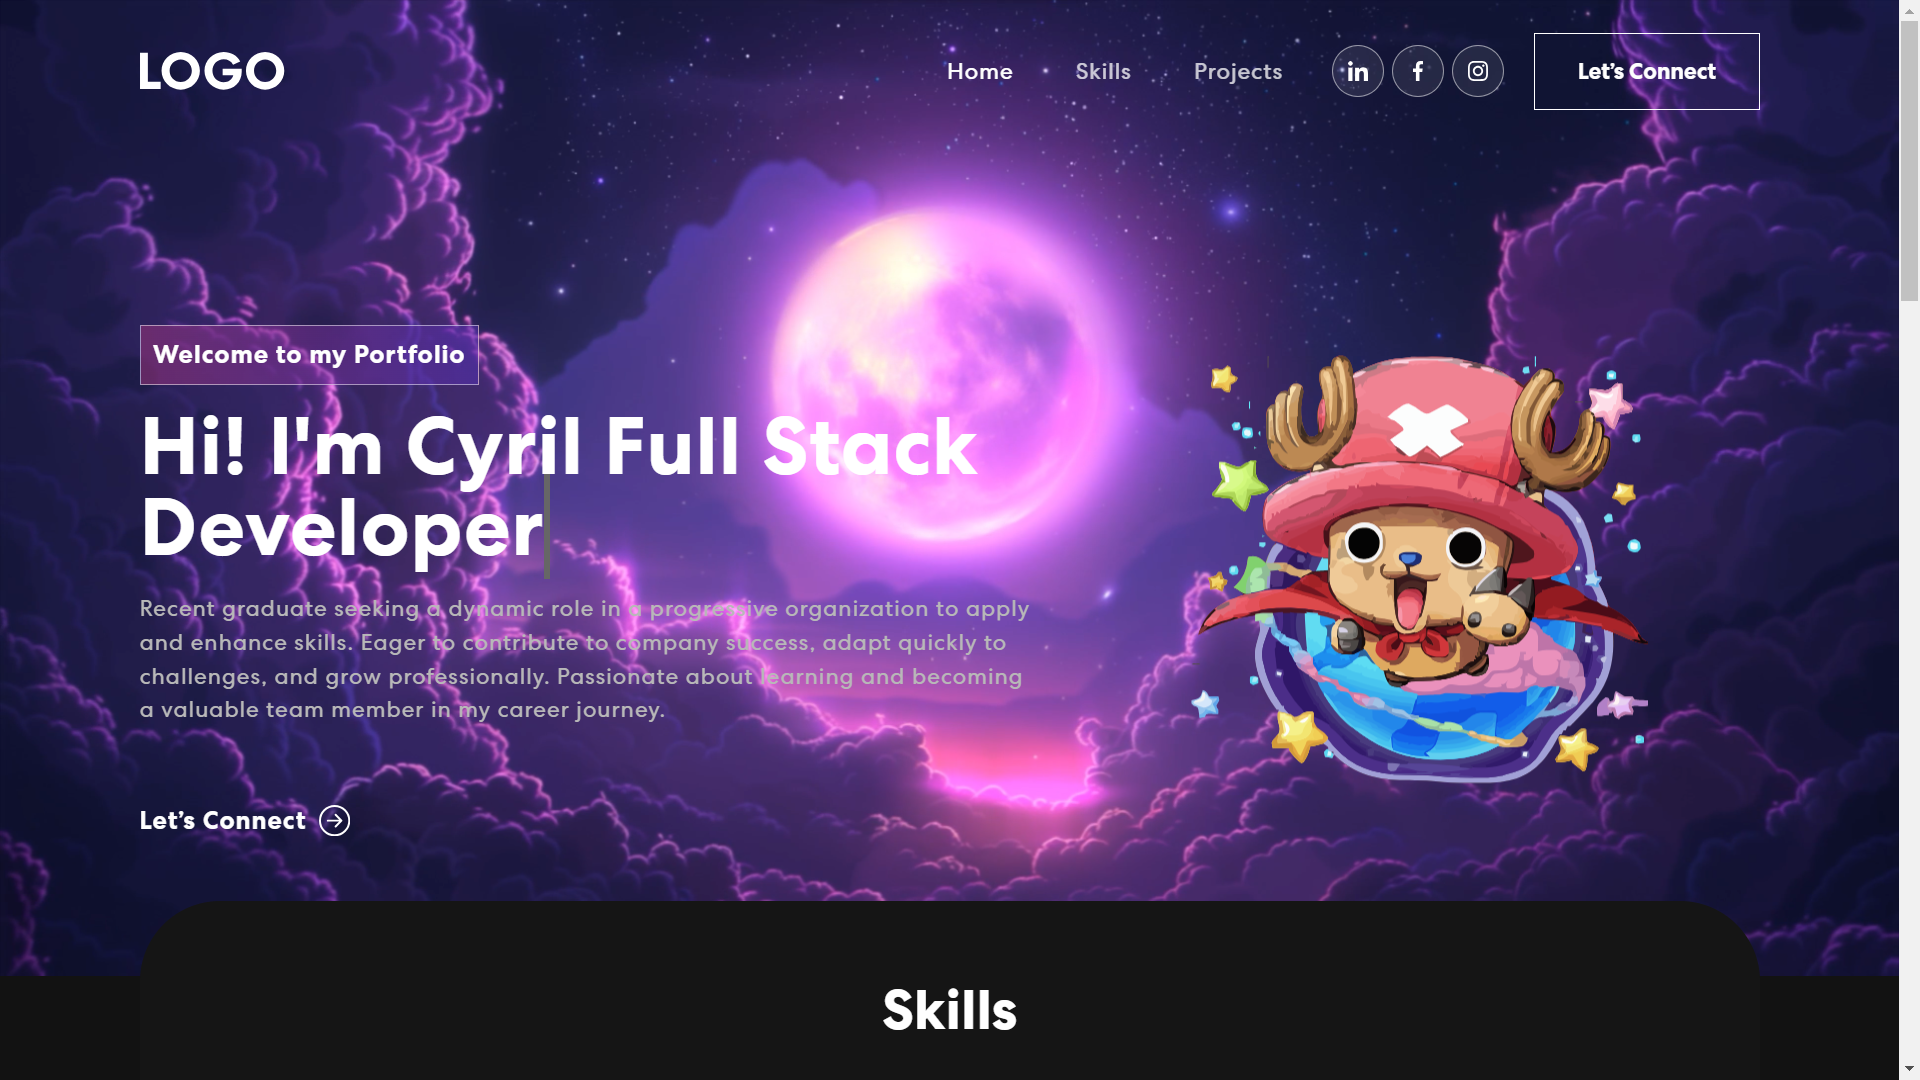 LOGO
Home
Skills
Projects
Let’s Connect
Welcome to my Portfolio
Hi! I'm Cyril Full Stack
Developer
Recent graduate seeking a dynamic role in a progressive organization to apply
and enhance skills. Eager to contribute to company success, adapt quickly to
challenges, and grow professionally. Passionate about learning and becoming
a valuable team member in my career journey.
Let’s Connect
Skills